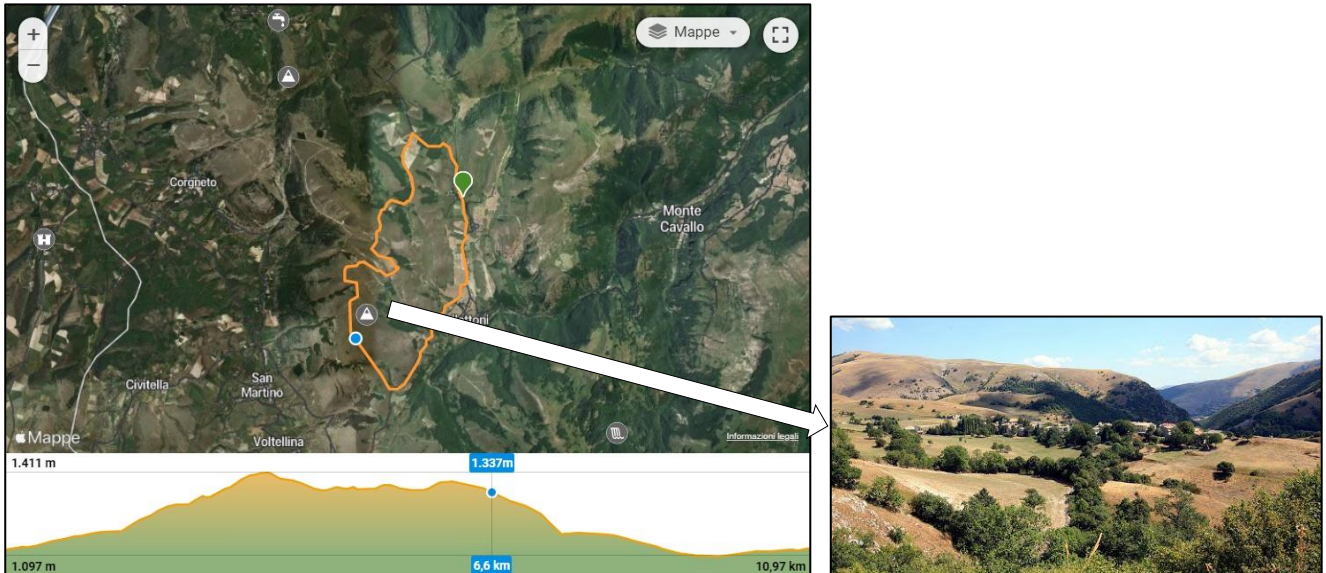 +
Mappe
−
Corgneto
Monte
Cavallo
Civitella
San
Martino
Voltellina
Mappe
Informazioni legali
1.411 m
1.337m
1.097 m
6,6 km
10,97 km